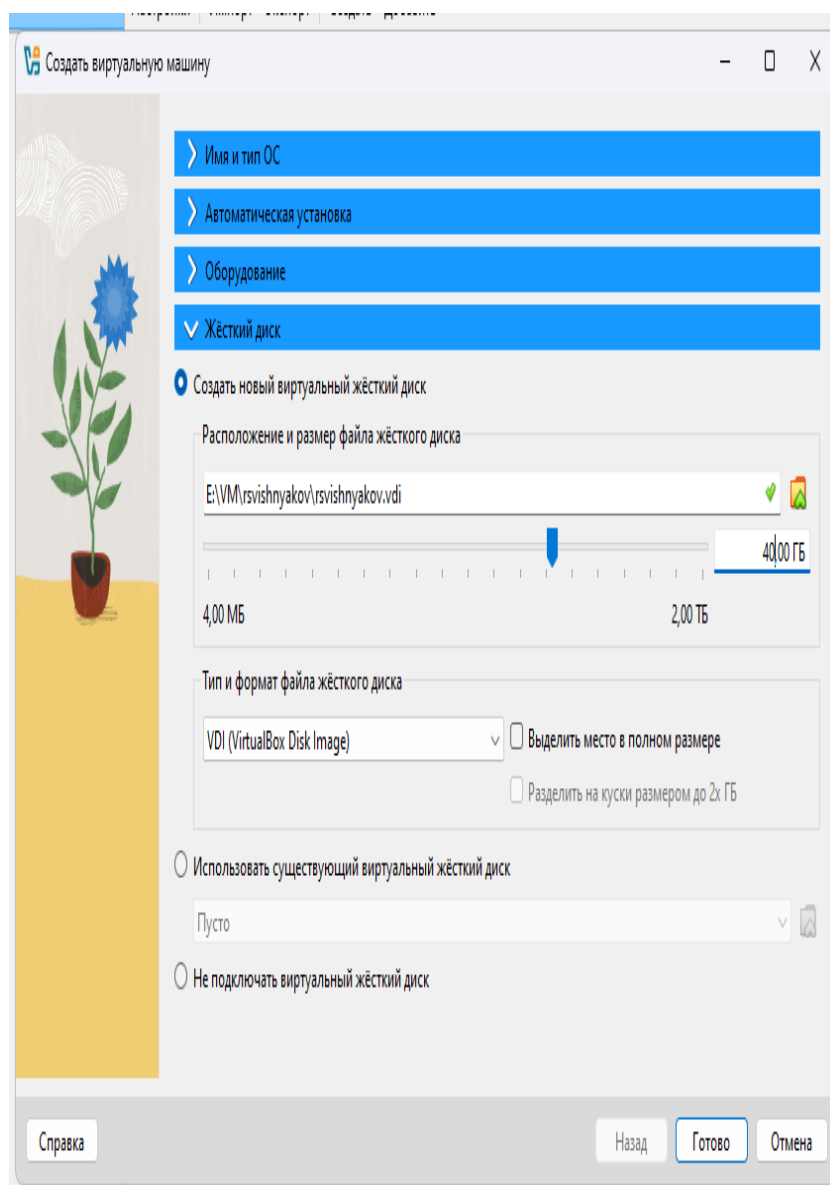 Создать виртуальную машину
Имя и тип ОС
Автоматическая установка
Оборудование
Жёсткий диск
Создать новый виртуальный жёсткий диск
Расположение и размер файла жёсткого диска
E:\VM\rsvishnyakov\rsvishnyakov.vdi
40,00 ГБ
4,00 МБ 2,00 ТБ
Тип и формат файла жёсткого диска
VDI (VirtualBox Disk Image) Выделить место в полном размере
Разделить на куски размером до 2х ГБ
Использовать существующий виртуальный жёсткий диск
Пусто
Не подключать виртуальный жёсткий диск
Справка Назад Готово Отмена